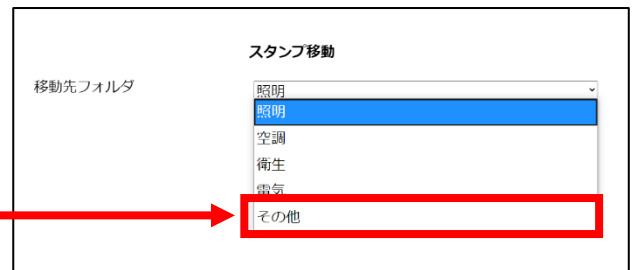 スタンプ移動
移動先フォルダ
照明
照明
空調
衛生
電気
その他